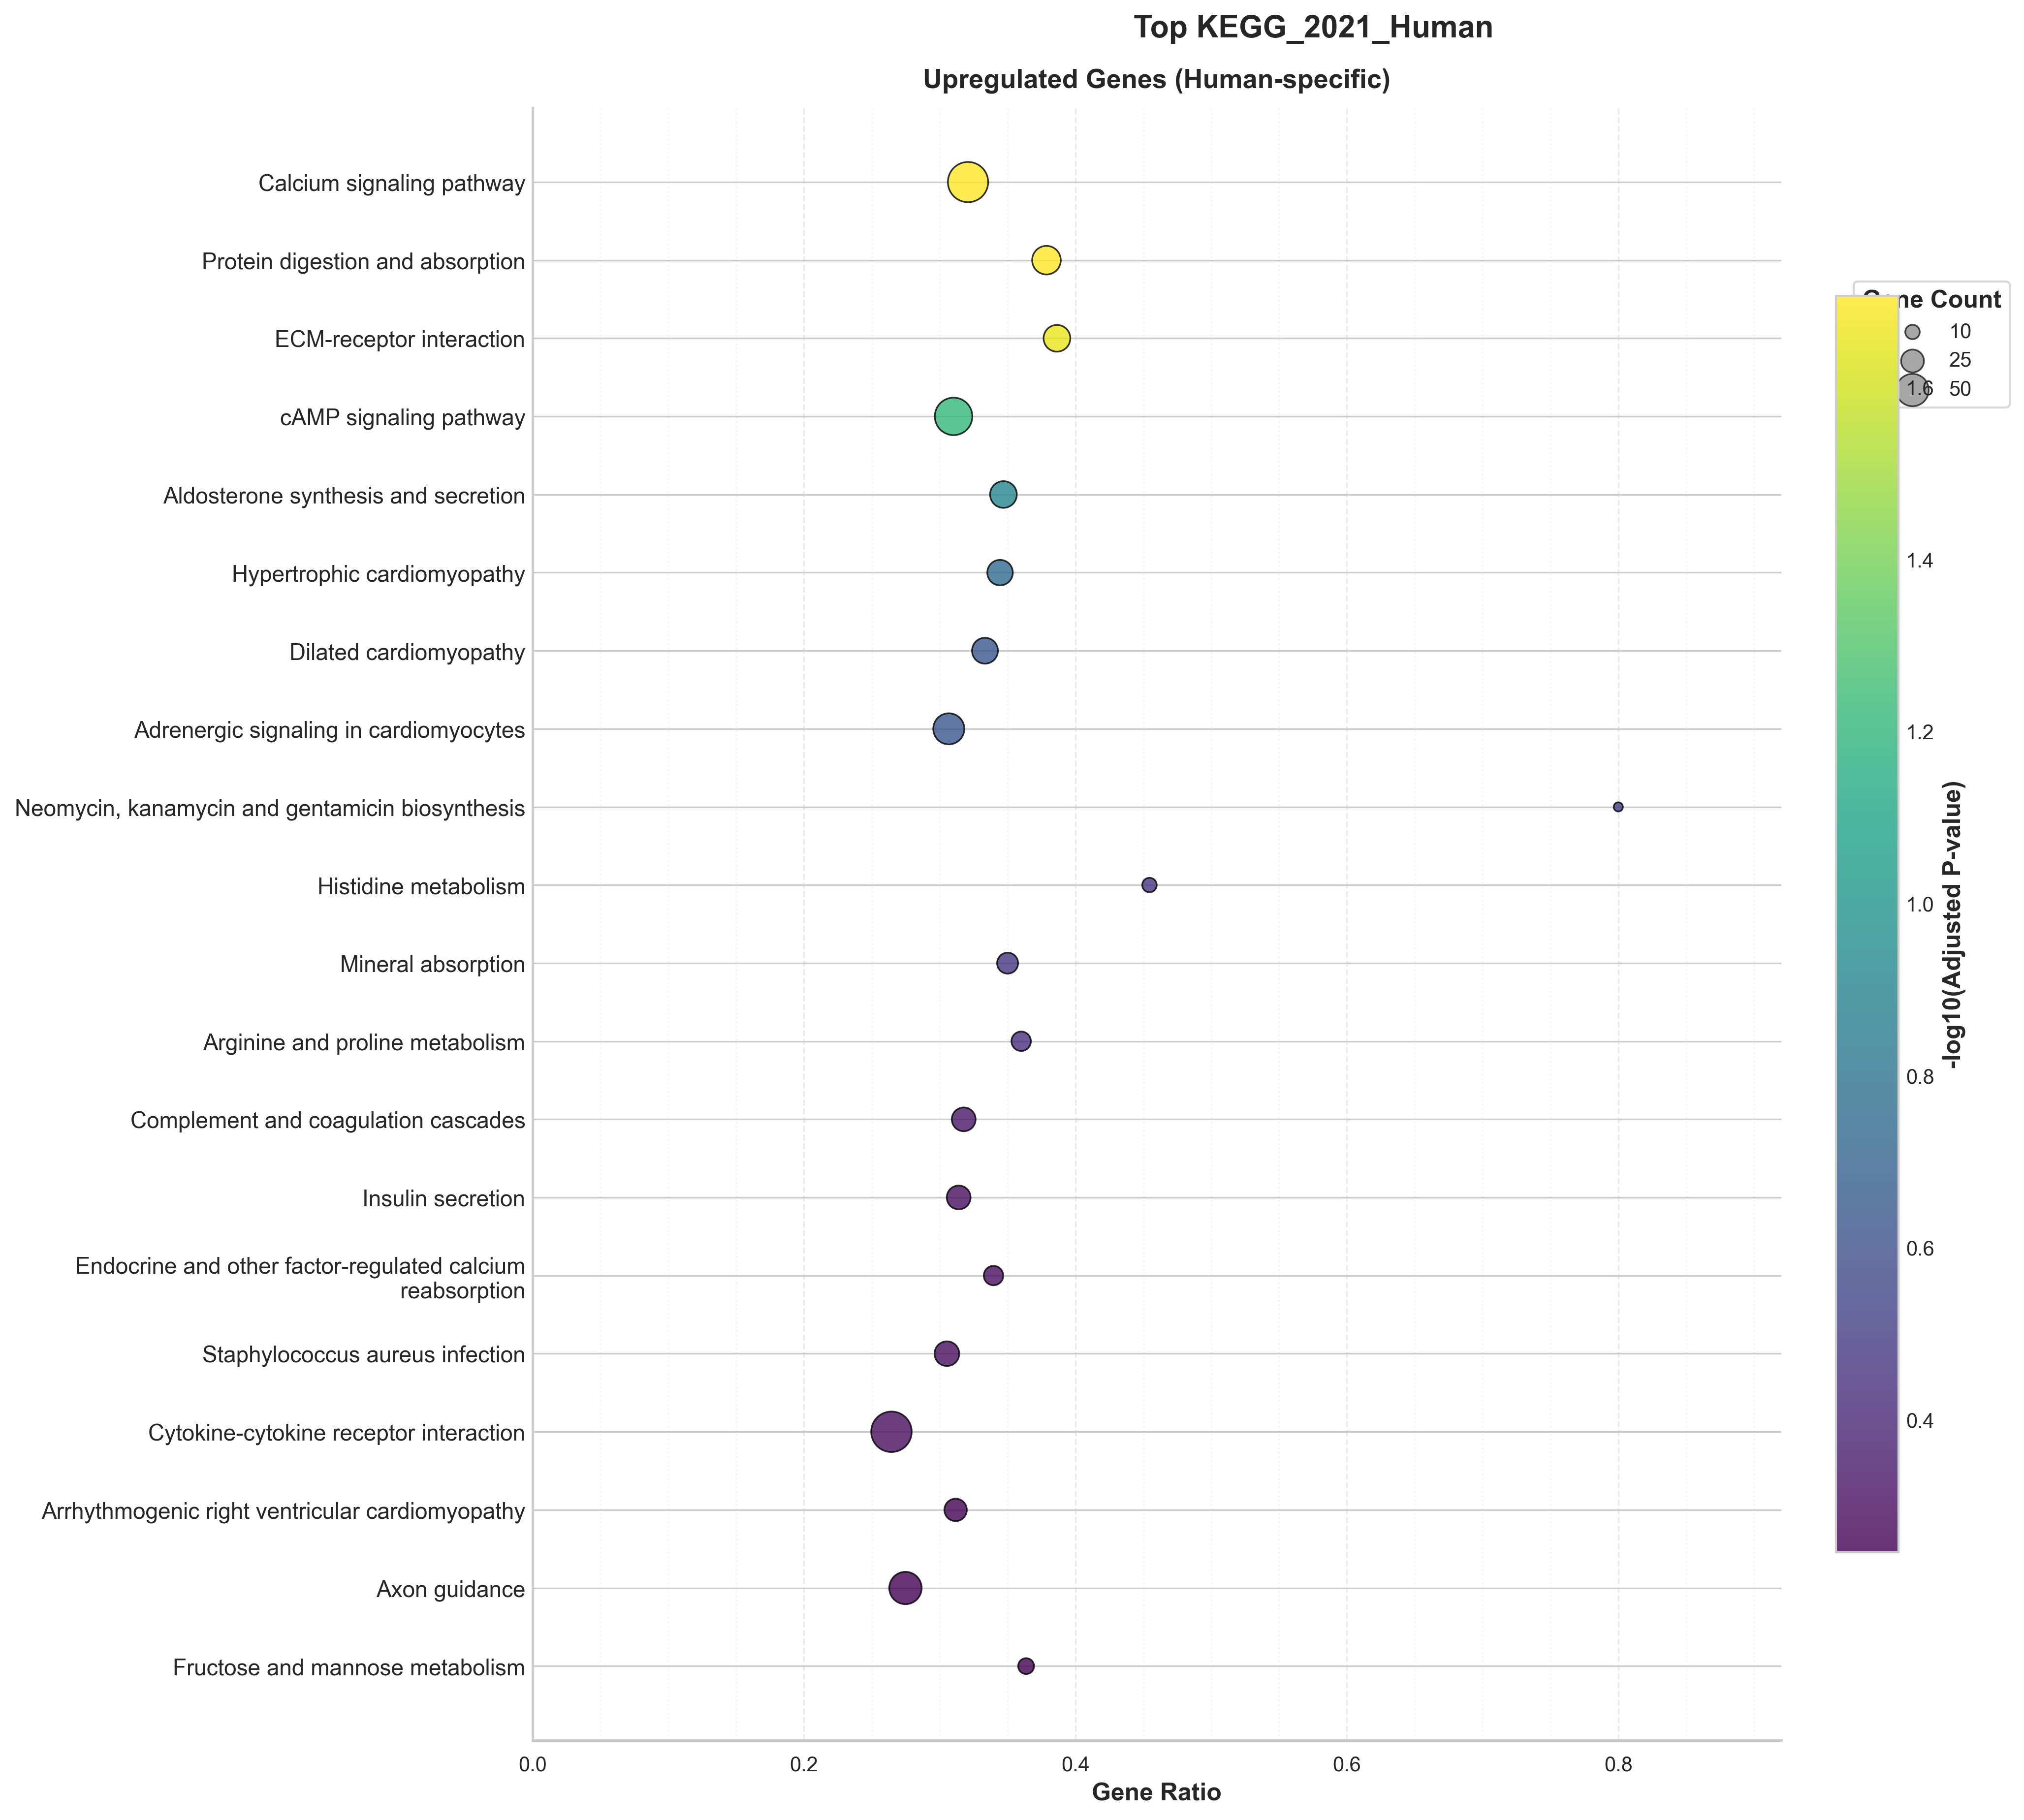 Top KEGG_2021_Human
Upregulated Genes (Human-specific)
Calcium signaling pathway
Protein digestion and absorption
ECM-receptor interaction
cAMP signaling pathway
Aldosterone synthesis and secretion
Hypertrophic cardiomyopathy
Dilated cardiomyopathy
Adrenergic signaling in cardiomyocytes
Neomycin, kanamycin and gentamicin biosynthesis
Histidine metabolism
Mineral absorption
Arginine and proline metabolism
Complement and coagulation cascades
Insulin secretion
Endocrine and other factor-regulated calcium
reabsorption
Staphylococcus aureus infection
Cytokine-cytokine receptor interaction
Arrhythmogenic right ventricular cardiomyopathy
Axon guidance
Fructose and mannose metabolism
0.0
0.2
0.4
0.6
0.8
Gene Ratio
Count
10
25
50
1.6
1.4
1.2
1.0
0.8
0.6
0.4
-log10(Adjusted P-value)